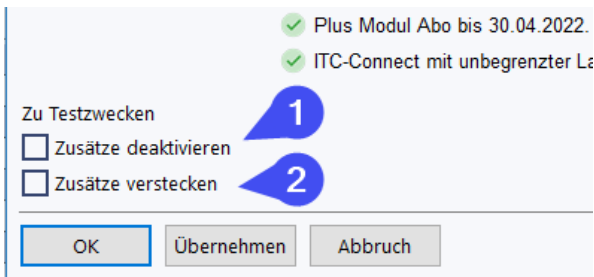 Plus Modul Abo bis 30.04.2022.
ITC-Connect mit unbegrenzter
Zu Testzwecken
1
Zusätze deaktivieren
Zusätze verstecken
2
OK
Übernehmen
Abbruch